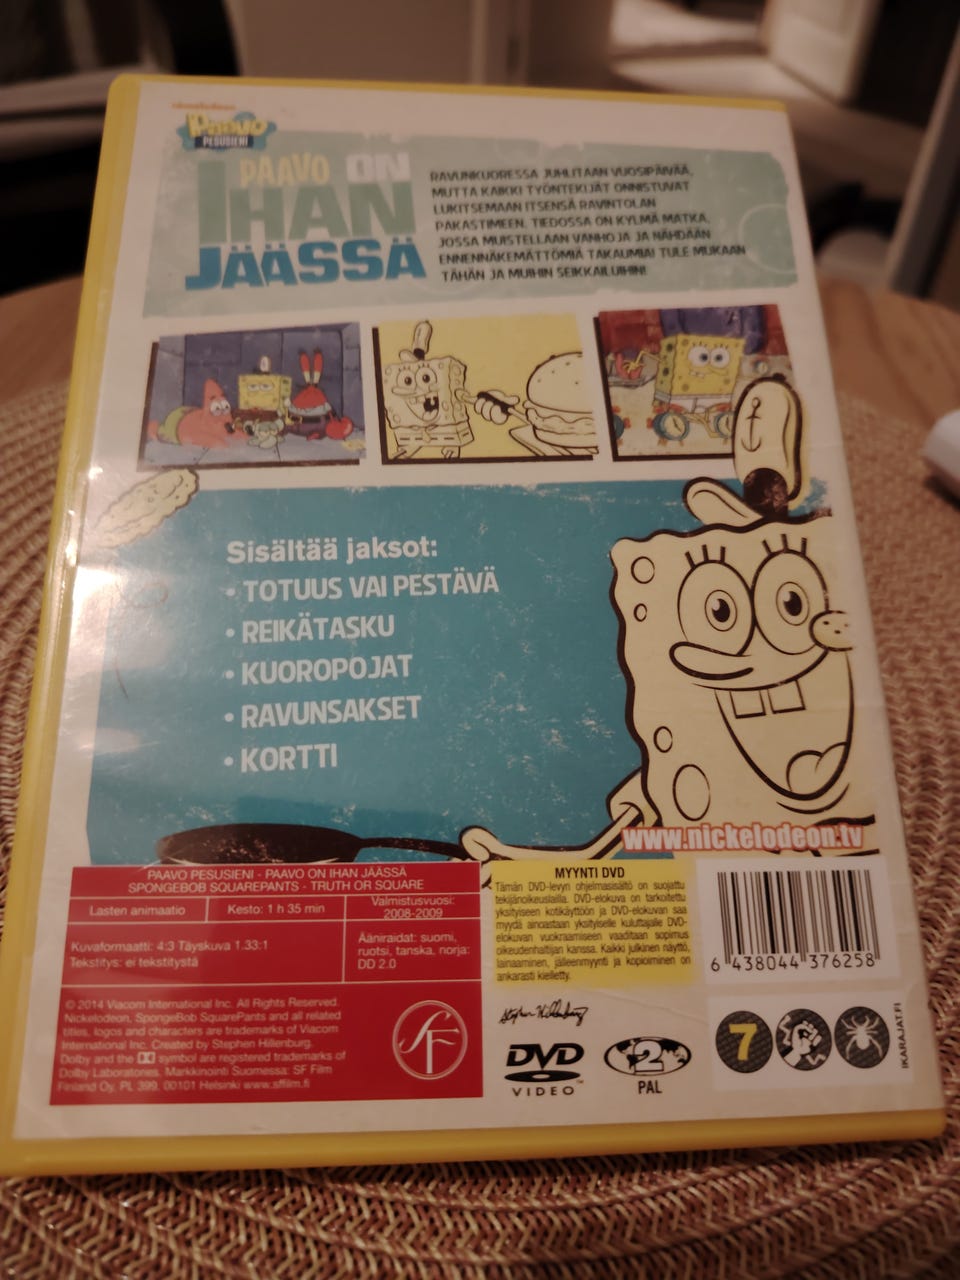 nickelodeon
PAAVO
PESUSIENI
PAAVO ON
IHAN
JÄÄSSÄ
RAVUNKUORESSA JUHLITAAN VUOSIPÄIVÄÄ,
MUTTA KAIKKI TYÖNTEKIJÄT ONNISTUVAT
LUKITSEMAAN ITSENSÄ RAVINTOLAN
PAKASTIMEEN. TIEDOSSA ON KYLMÄ MATKA,
JOSSA MUISTELLAAN VANHOJA JA NÄHDÄÄN
ENNENNÄKEMÄTTÖMIÄ TAKAUMIA! TULE MUKAAN
TÄHÄN JA MUIHIN SEIKKAILUIHIN!
Sisältää jaksot:
• TOTUUS VAI PESTÄVÄ
• REIKÄTASKU
• KUOROPOJAT
• RAVUNSAKSET
• KORTTI
www.nickelodeon.tv
PAAVO PESUSIENI - PAAVO ON IHAN JÄÄSSÄ
SPONGEBOB SQUAREPANTS - TRUTH OR SQUARE
Lasten animaatio
Kesto: 1 h 35 min
Valmistusvuosi:
2008-2009
Kuvaformaatti: 4:3 Täyskuva 1.33:1
Tekstitys: ei tekstitystä
Ääniraidat: suomi,
ruotsi, tanska, norja:
DD 2.0
© 2014 Viacom International Inc. All Rights Reserved.
Nickelodeon, SpongeBob SquarePants and all related
titles, logos and characters are trademarks of Viacom
International Inc. Created by Stephen Hillenburg.
Dolby and the symbol are registered trademarks of
Dolby Laboratories. Markkinointi Suomessa: SF Film
Finland Oy, PL 399, 00101 Helsinki www.sffilm.fi
SF
MYYNTI DVD
Tämän DVD-levyn ohjelmasisältö on suojattu
tekijänoikeuslailla. DVD-elokuva on tarkoitettu
yksityiseen kotikäyttöön ja DVD-elokuvan saa
myydä ainoastaan yksityiselle kuluttajalle DVD-
elokuvan vuokraamiseen vaaditaan sopimus
oikeudenhaltijan kanssa. Kaikki julkinen näyttö,
lainaaminen, jälleenmyynti ja kopioiminen on
ankarasti kielletty.
6 438044 376258
Stephen Hillenburg
DVD
VIDEO™
2
PAL
7
IKARAJAT.FI